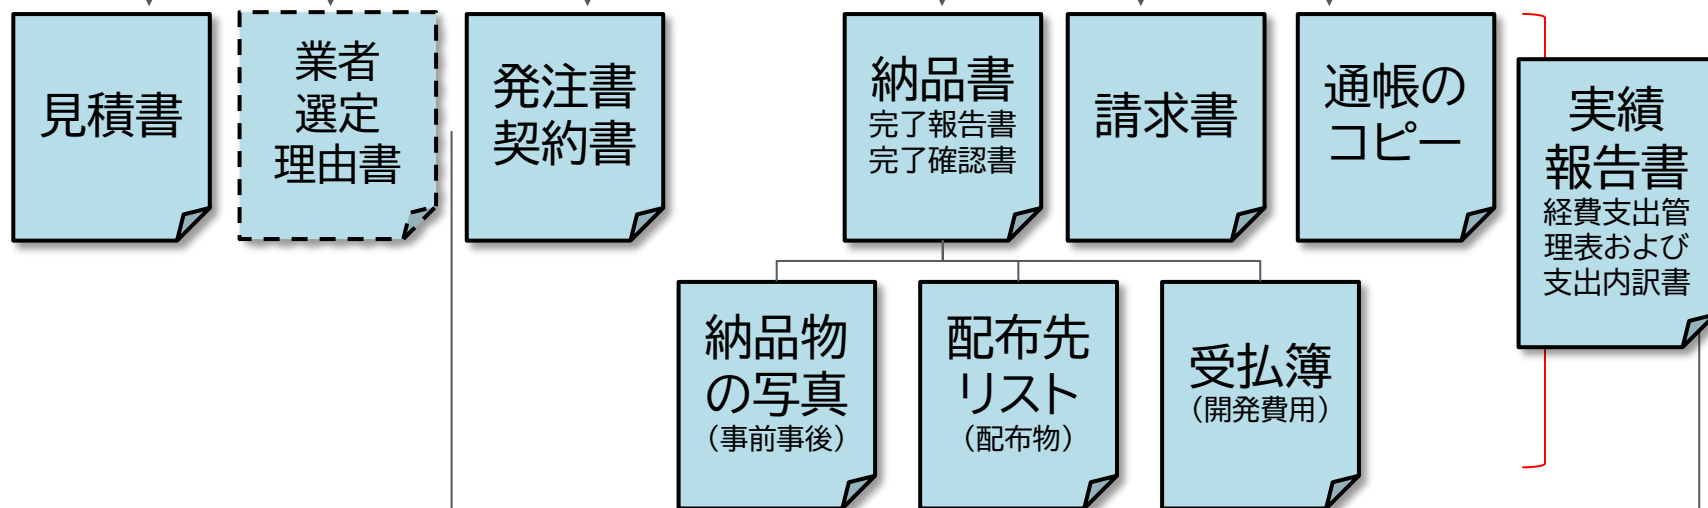 見積書
業者
選定
理由書
発注書
契約書
納品書
完了報告書
完了確認書
請求書
通帳の
コピー
実績
報告書
経費支出管
理表および
支出内訳書
納品物
の写真
（事前事後）
配布先
リスト
（配布物）
受払簿
（開発費用）